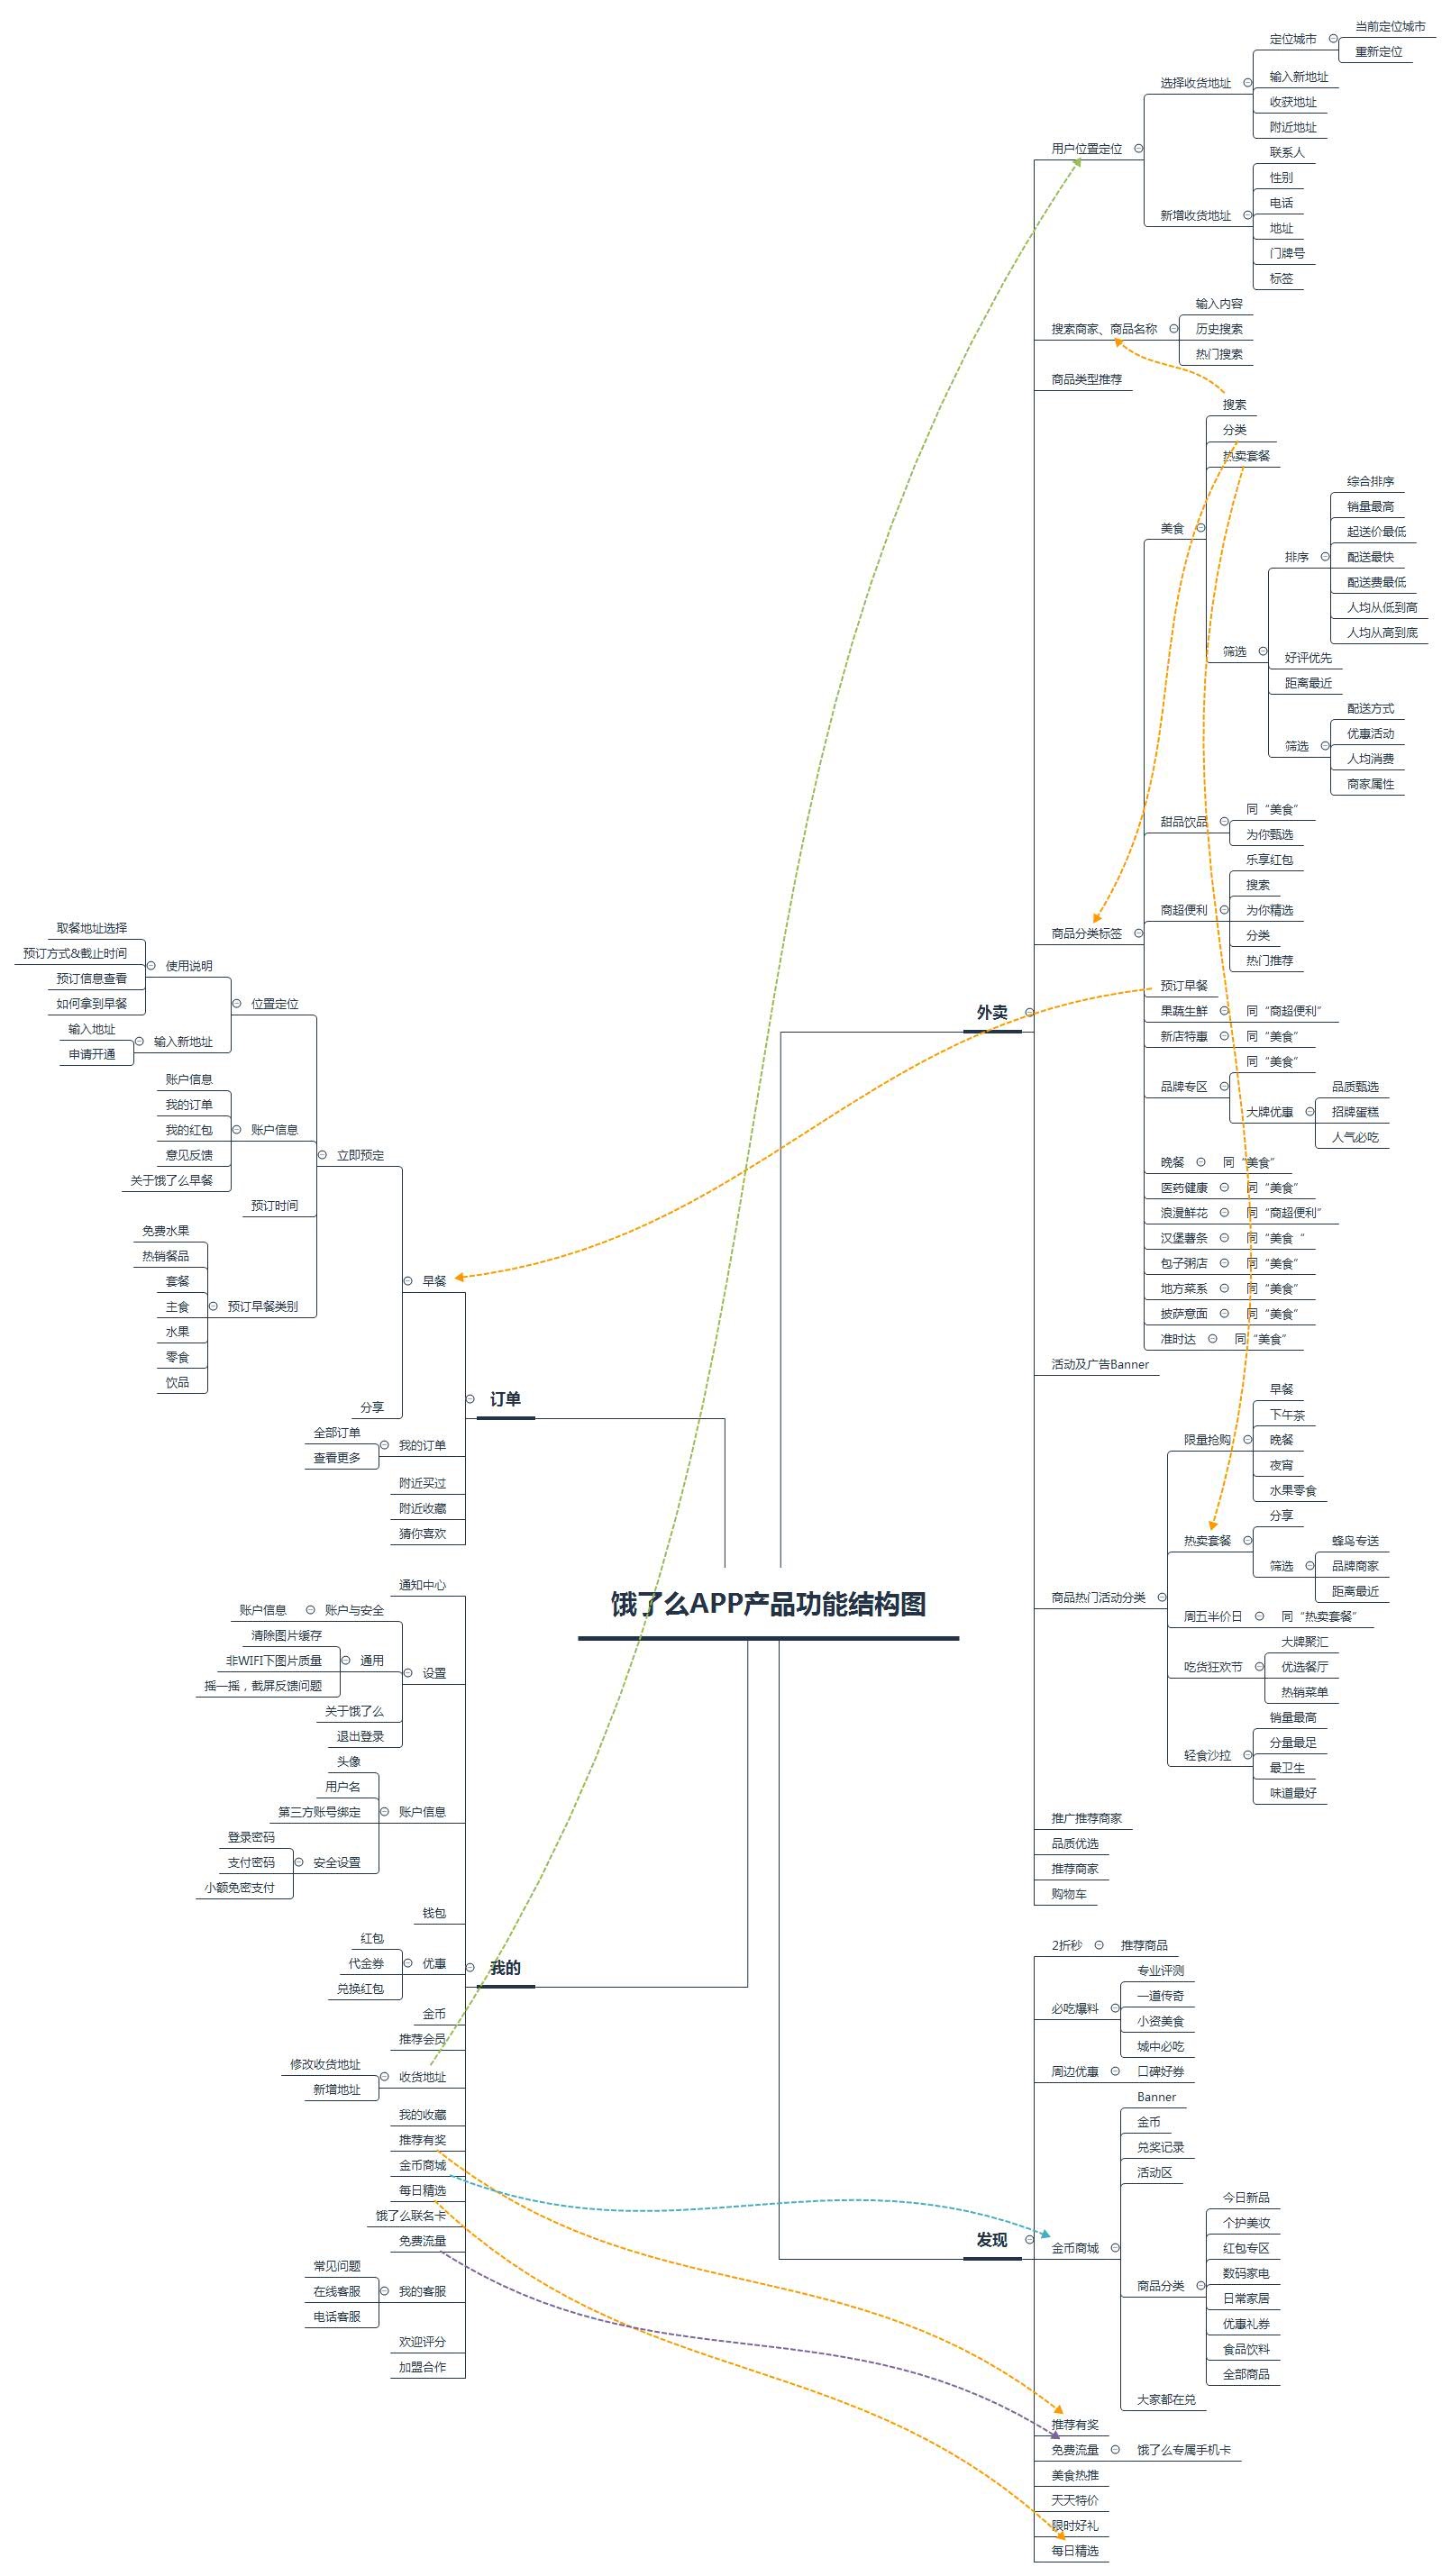 饿了么APP产品功能结构图
外卖
用户位置定位
选择收货地址
定位城市
当前定位城市
重新定位
输入新地址
收获地址
附近地址
新增收货地址
联系人
性别
电话
地址
门牌号
标签
搜索商家、商品名称
输入内容
历史搜索
热门搜索
商品类型推荐
商品分类标签
美食
搜索
分类
热卖套餐
筛选
排序
综合排序
销量最高
起送价最低
配送最快
配送费最低
人均从低到高
人均从高到底
好评优先
距离最近
筛选
配送方式
优惠活动
人均消费
商家属性
甜品饮品
同“美食”
为你甄选
商超便利
乐享红包
搜索
为你精选
分类
热门推荐
预订早餐
果蔬生鲜
同“商超便利”
新店特惠
同“美食”
品牌专区
同“美食”
大牌优惠
品质甄选
招牌蛋糕
人气必吃
晚餐
同“美食”
医药健康
同“美食”
浪漫鲜花
同“商超便利”
汉堡薯条
同“美食 “
包子粥店
同“美食”
地方菜系
同“美食”
披萨意面
同“美食”
准时达
同“美食”
活动及广告Banner
商品热门活动分类
限量抢购
早餐
下午茶
晚餐
夜宵
水果零食
热卖套餐
分享
筛选
蜂鸟专送
品牌商家
距离最近
周五半价日
同“热卖套餐”
吃货狂欢节
大牌聚汇
优选餐厅
热销菜单
轻食沙拉
销量最高
分量最足
最卫生
味道最好
推广推荐商家
品质优选
推荐商家
购物车
发现
2折秒
推荐商品
必吃爆料
专业评测
一道传奇
小资美食
城中必吃
周边优惠
口碑好券
金币商城
Banner
金币
兑奖记录
活动区
商品分类
今日新品
个护美妆
红包专区
数码家电
日常家居
优惠礼券
食品饮料
全部商品
大家都在兑
推荐有奖
免费流量
饿了么专属手机卡
美食热推
天天特价
限时好礼
每日精选
订单
早餐
立即预定
位置定位
使用说明
取餐地址选择
预订方式&截止时间
预订信息查看
如何拿到早餐
输入新地址
输入地址
申请开通
账户信息
账户信息
我的订单
我的红包
意见反馈
关于饿了么早餐
预订时间
预订早餐类别
免费水果
热销餐品
套餐
主食
水果
零食
饮品
分享
我的订单
全部订单
查看更多
附近买过
附近收藏
猜你喜欢
我的
通知中心
设置
账户与安全
账户信息
通用
清除图片缓存
非WIFI下图片质量
摇一摇，截屏反馈问题
关于饿了么
退出登录
账户信息
头像
用户名
第三方账号绑定
安全设置
登录密码
支付密码
小额免密支付
钱包
优惠
红包
代金券
兑换红包
金币
推荐会员
收货地址
修改收货地址
新增地址
我的收藏
推荐有奖
金币商城
每日精选
饿了么联名卡
免费流量
我的客服
常见问题
在线客服
电话客服
欢迎评分
加盟合作